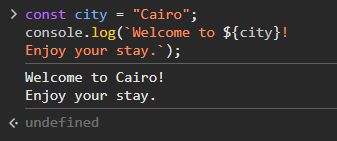 > const city = "Cairo";
console.log(`Welcome to ${city}!
Enjoy your stay.`);
Welcome to Cairo!
Enjoy your stay.
undefined